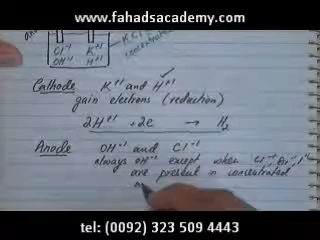 www.fahadsacademy.com
an
Cl⁻¹ K⁺¹
OH⁻¹ H⁺¹
KCl
concentrated
Cathode K⁺¹ and H⁺¹ ✓
gain electrons (reduction)
2H⁺¹ +2e → H₂
Anode OH⁻¹ and Cl⁻¹
always OH⁻¹ except when Cl⁻¹, Br⁻¹, I⁻¹
are present in concentrated
tel: (0092) 323 509 4443